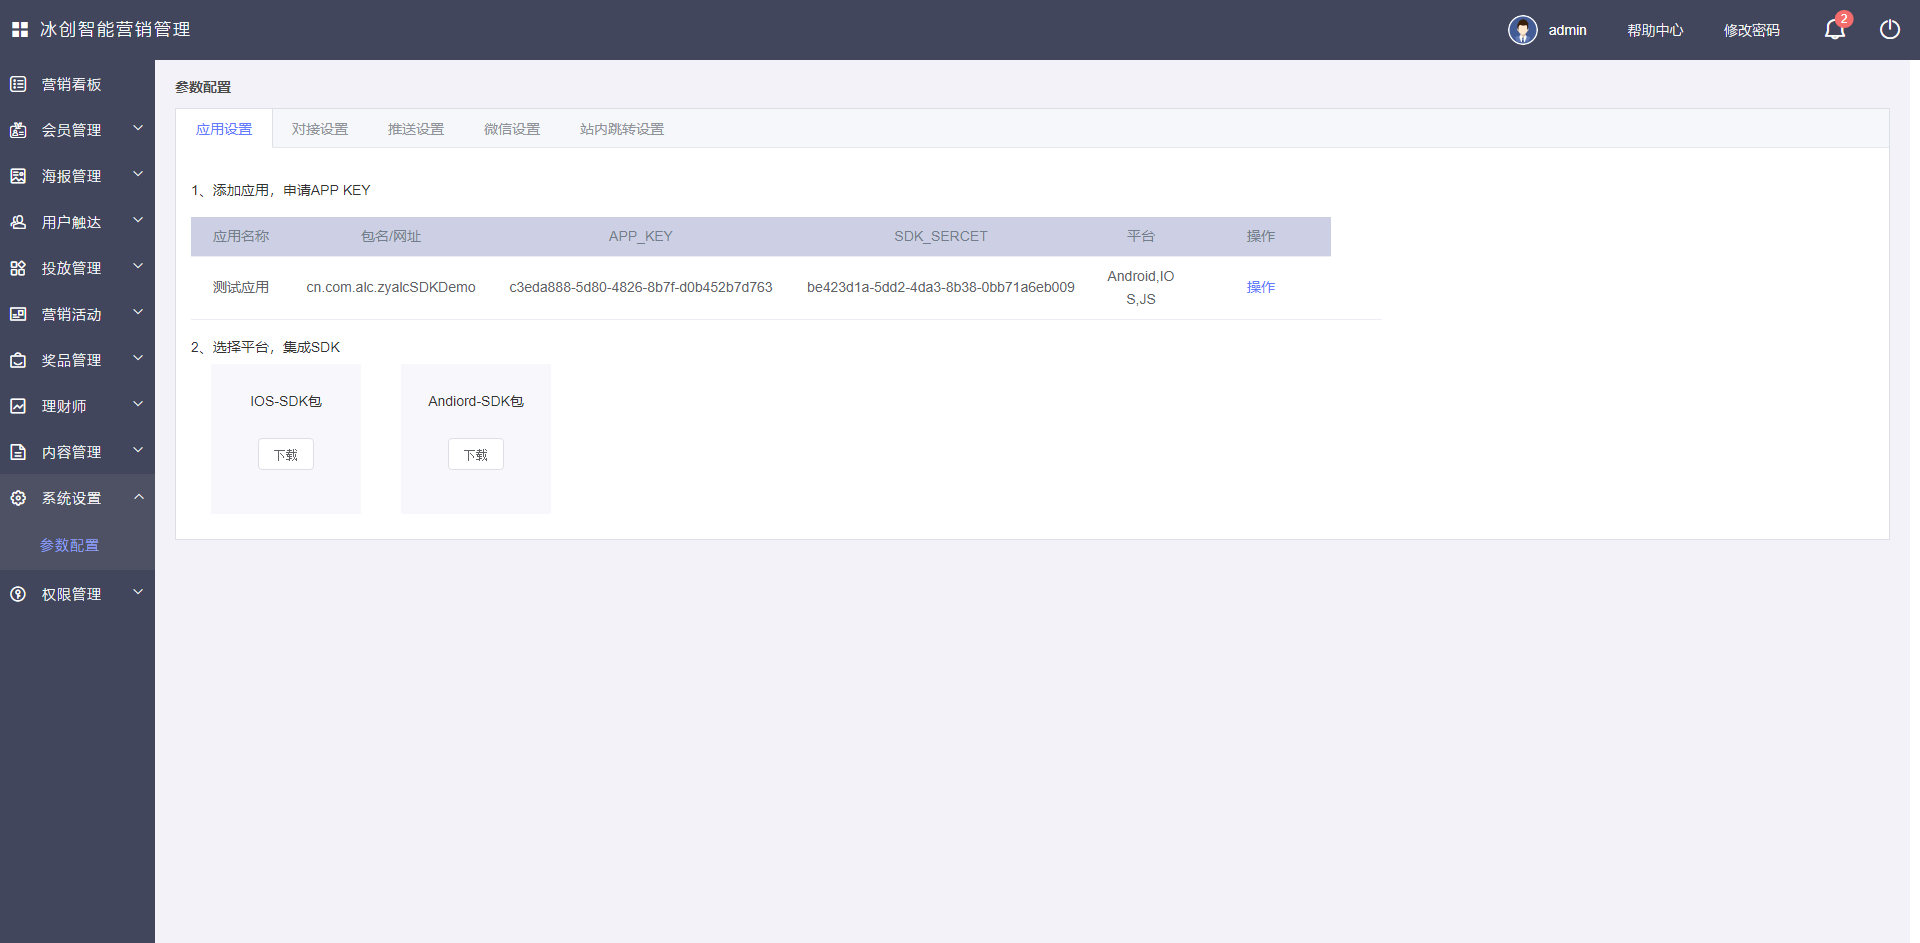 冰创智能营销管理
admin
帮助中心
修改密码
2
营销看板
会员管理
海报管理
用户触达
投放管理
营销活动
奖品管理
理财师
内容管理
系统设置
参数配置
权限管理
参数配置
应用设置
对接设置
推送设置
微信设置
站内跳转设置
1、添加应用，申请APP KEY
应用名称 包名/网址 APP_KEY SDK_SERCET 平台 操作
测试应用 cn.com.alc.zyalcSDKDemo c3eda888-5d80-4826-8b7f-d0b452b7d763 be423d1a-5dd2-4da3-8b38-0bb71a6eb009 Android,IO
S,JS
操作
2、选择平台，集成SDK
IOS-SDK包
下载
Andiord-SDK包
下载